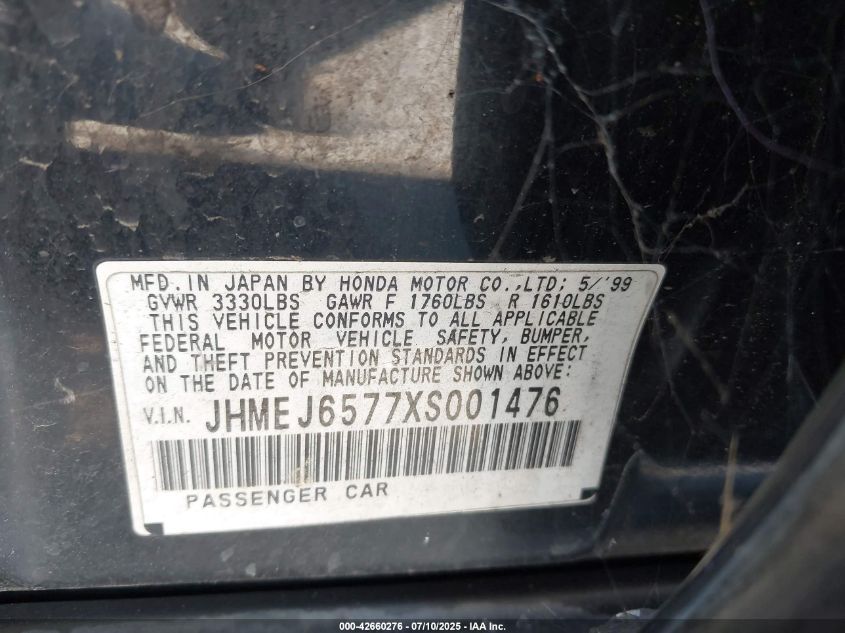 MFD. IN JAPAN BY HONDA MOTOR CO.,LTD; 5/'99
GVWR 3330LBS GAWR F 1760LBS R 1610LBS
THIS VEHICLE CONFORMS TO ALL APPLICABLE
FEDERAL MOTOR VEHICLE SAFETY, BUMPER,
AND THEFT PREVENTION STANDARDS IN EFFECT
ON THE DATE OF MANUFACTURE SHOWN ABOVE:
V.I.N. JHMEJ6577XS001476
PASSENGER CAR
000-42660276 - 07/10/2025 - IAA Inc.